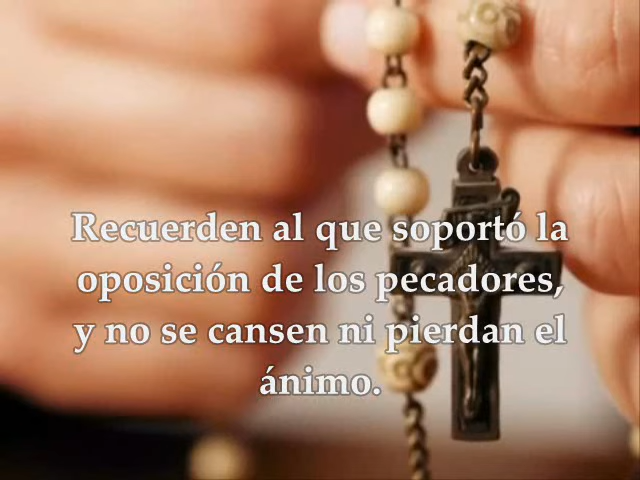 Recuerden al que soportó la
oposición de los pecadores,
y no se cansen ni pierdan el
ánimo.